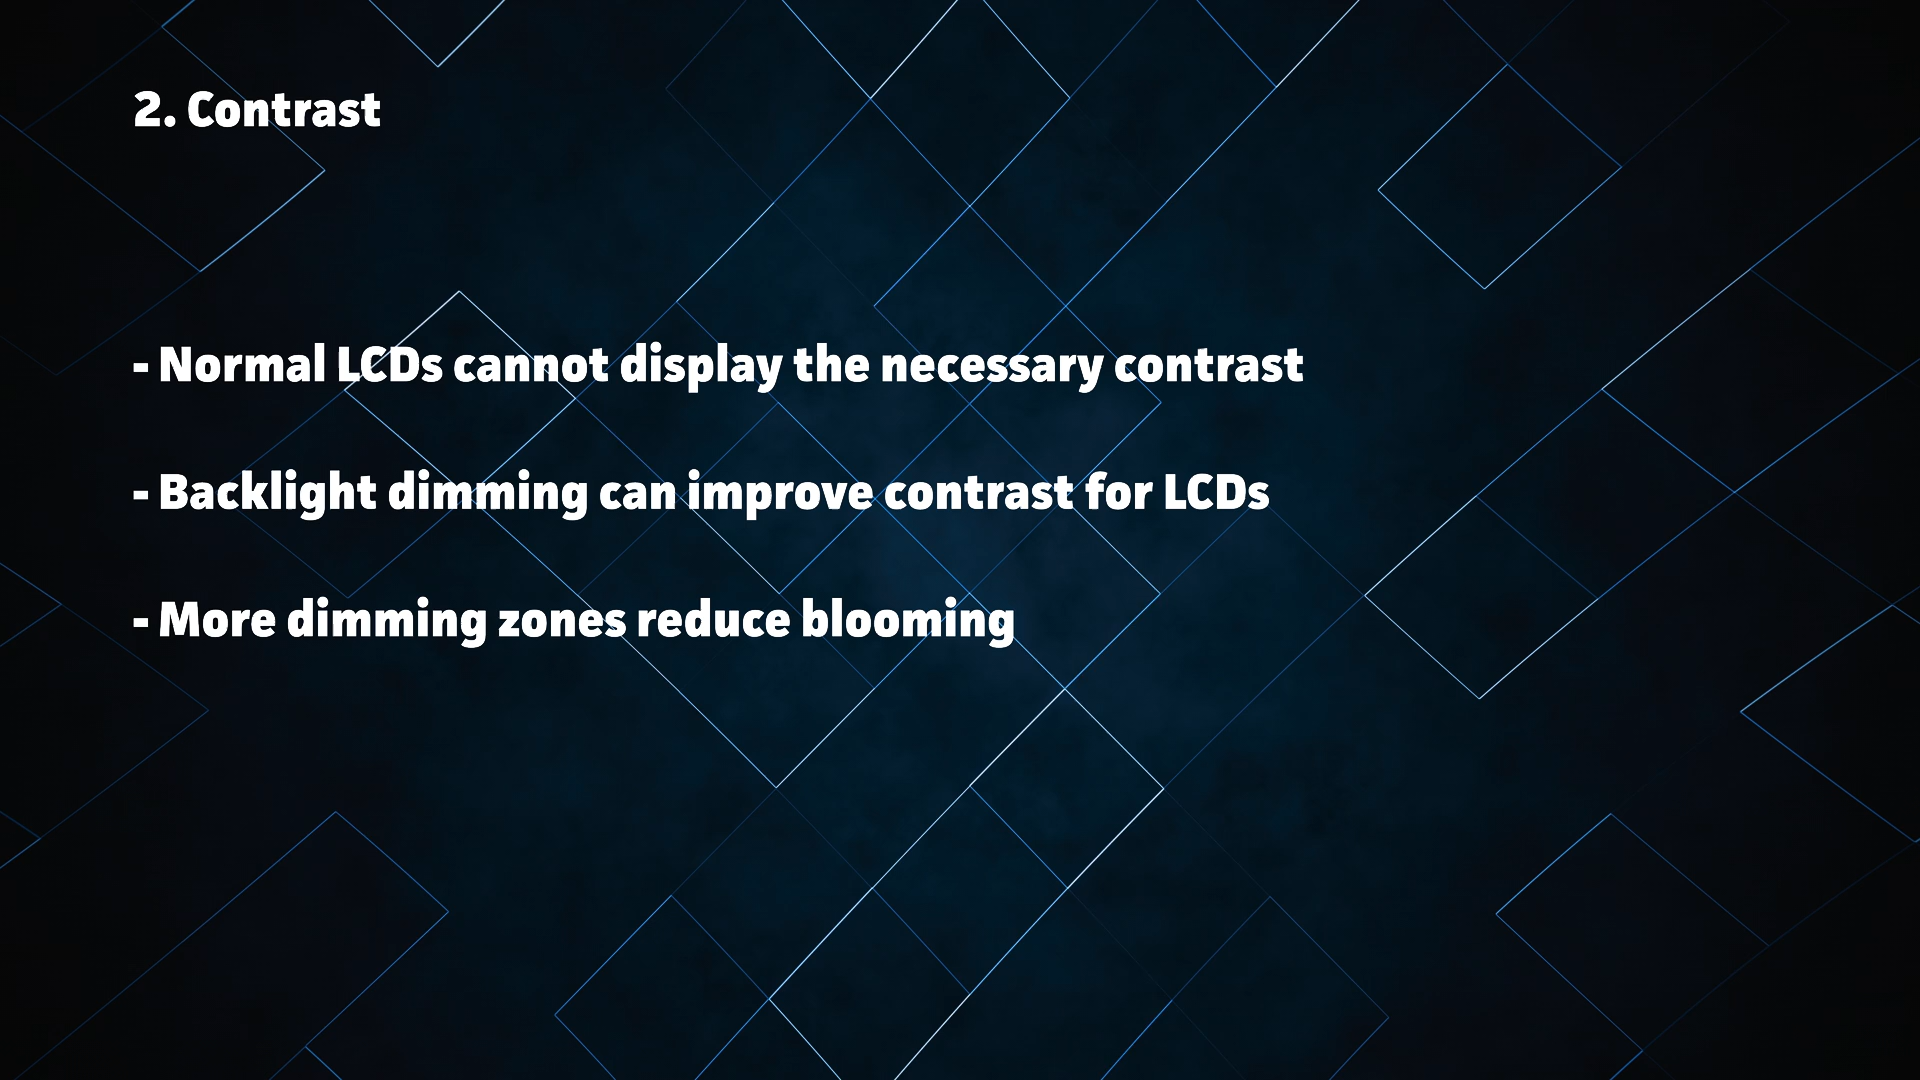 2. Contrast
- Normal LCDs cannot display the necessary contrast
- Backlight dimming can improve contrast for LCDs
- More dimming zones reduce blooming